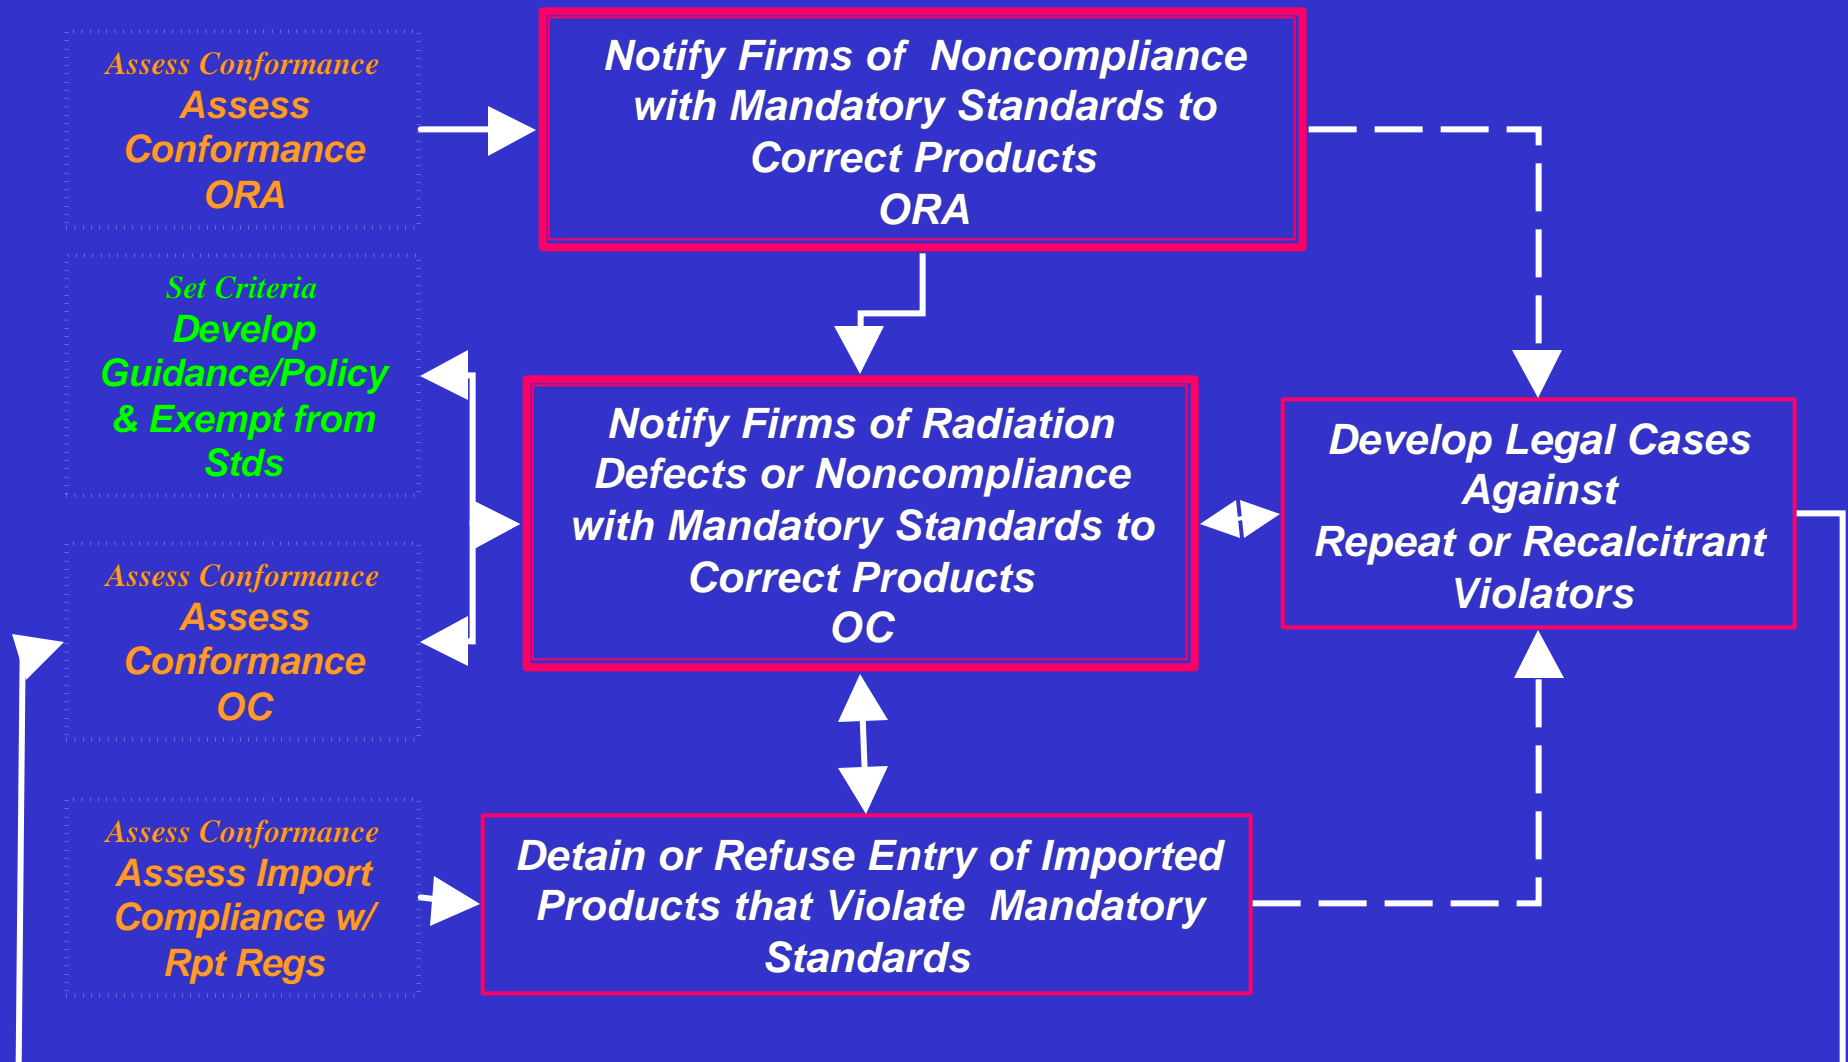 Assess Conformance
Assess
Conformance
ORA
Notify Firms of Noncompliance
with Mandatory Standards to
Correct Products
ORA
Set Criteria
Develop
Guidance/Policy
& Exempt from
Stds
Notify Firms of Radiation
Defects or Noncompliance
with Mandatory Standards to
Correct Products
OC
Develop Legal Cases
Against
Repeat or Recalcitrant
Violators
Assess Conformance
Assess
Conformance
OC
Assess Conformance
Assess Import
Compliance w/
Rpt Regs
Detain or Refuse Entry of Imported
Products that Violate Mandatory
Standards